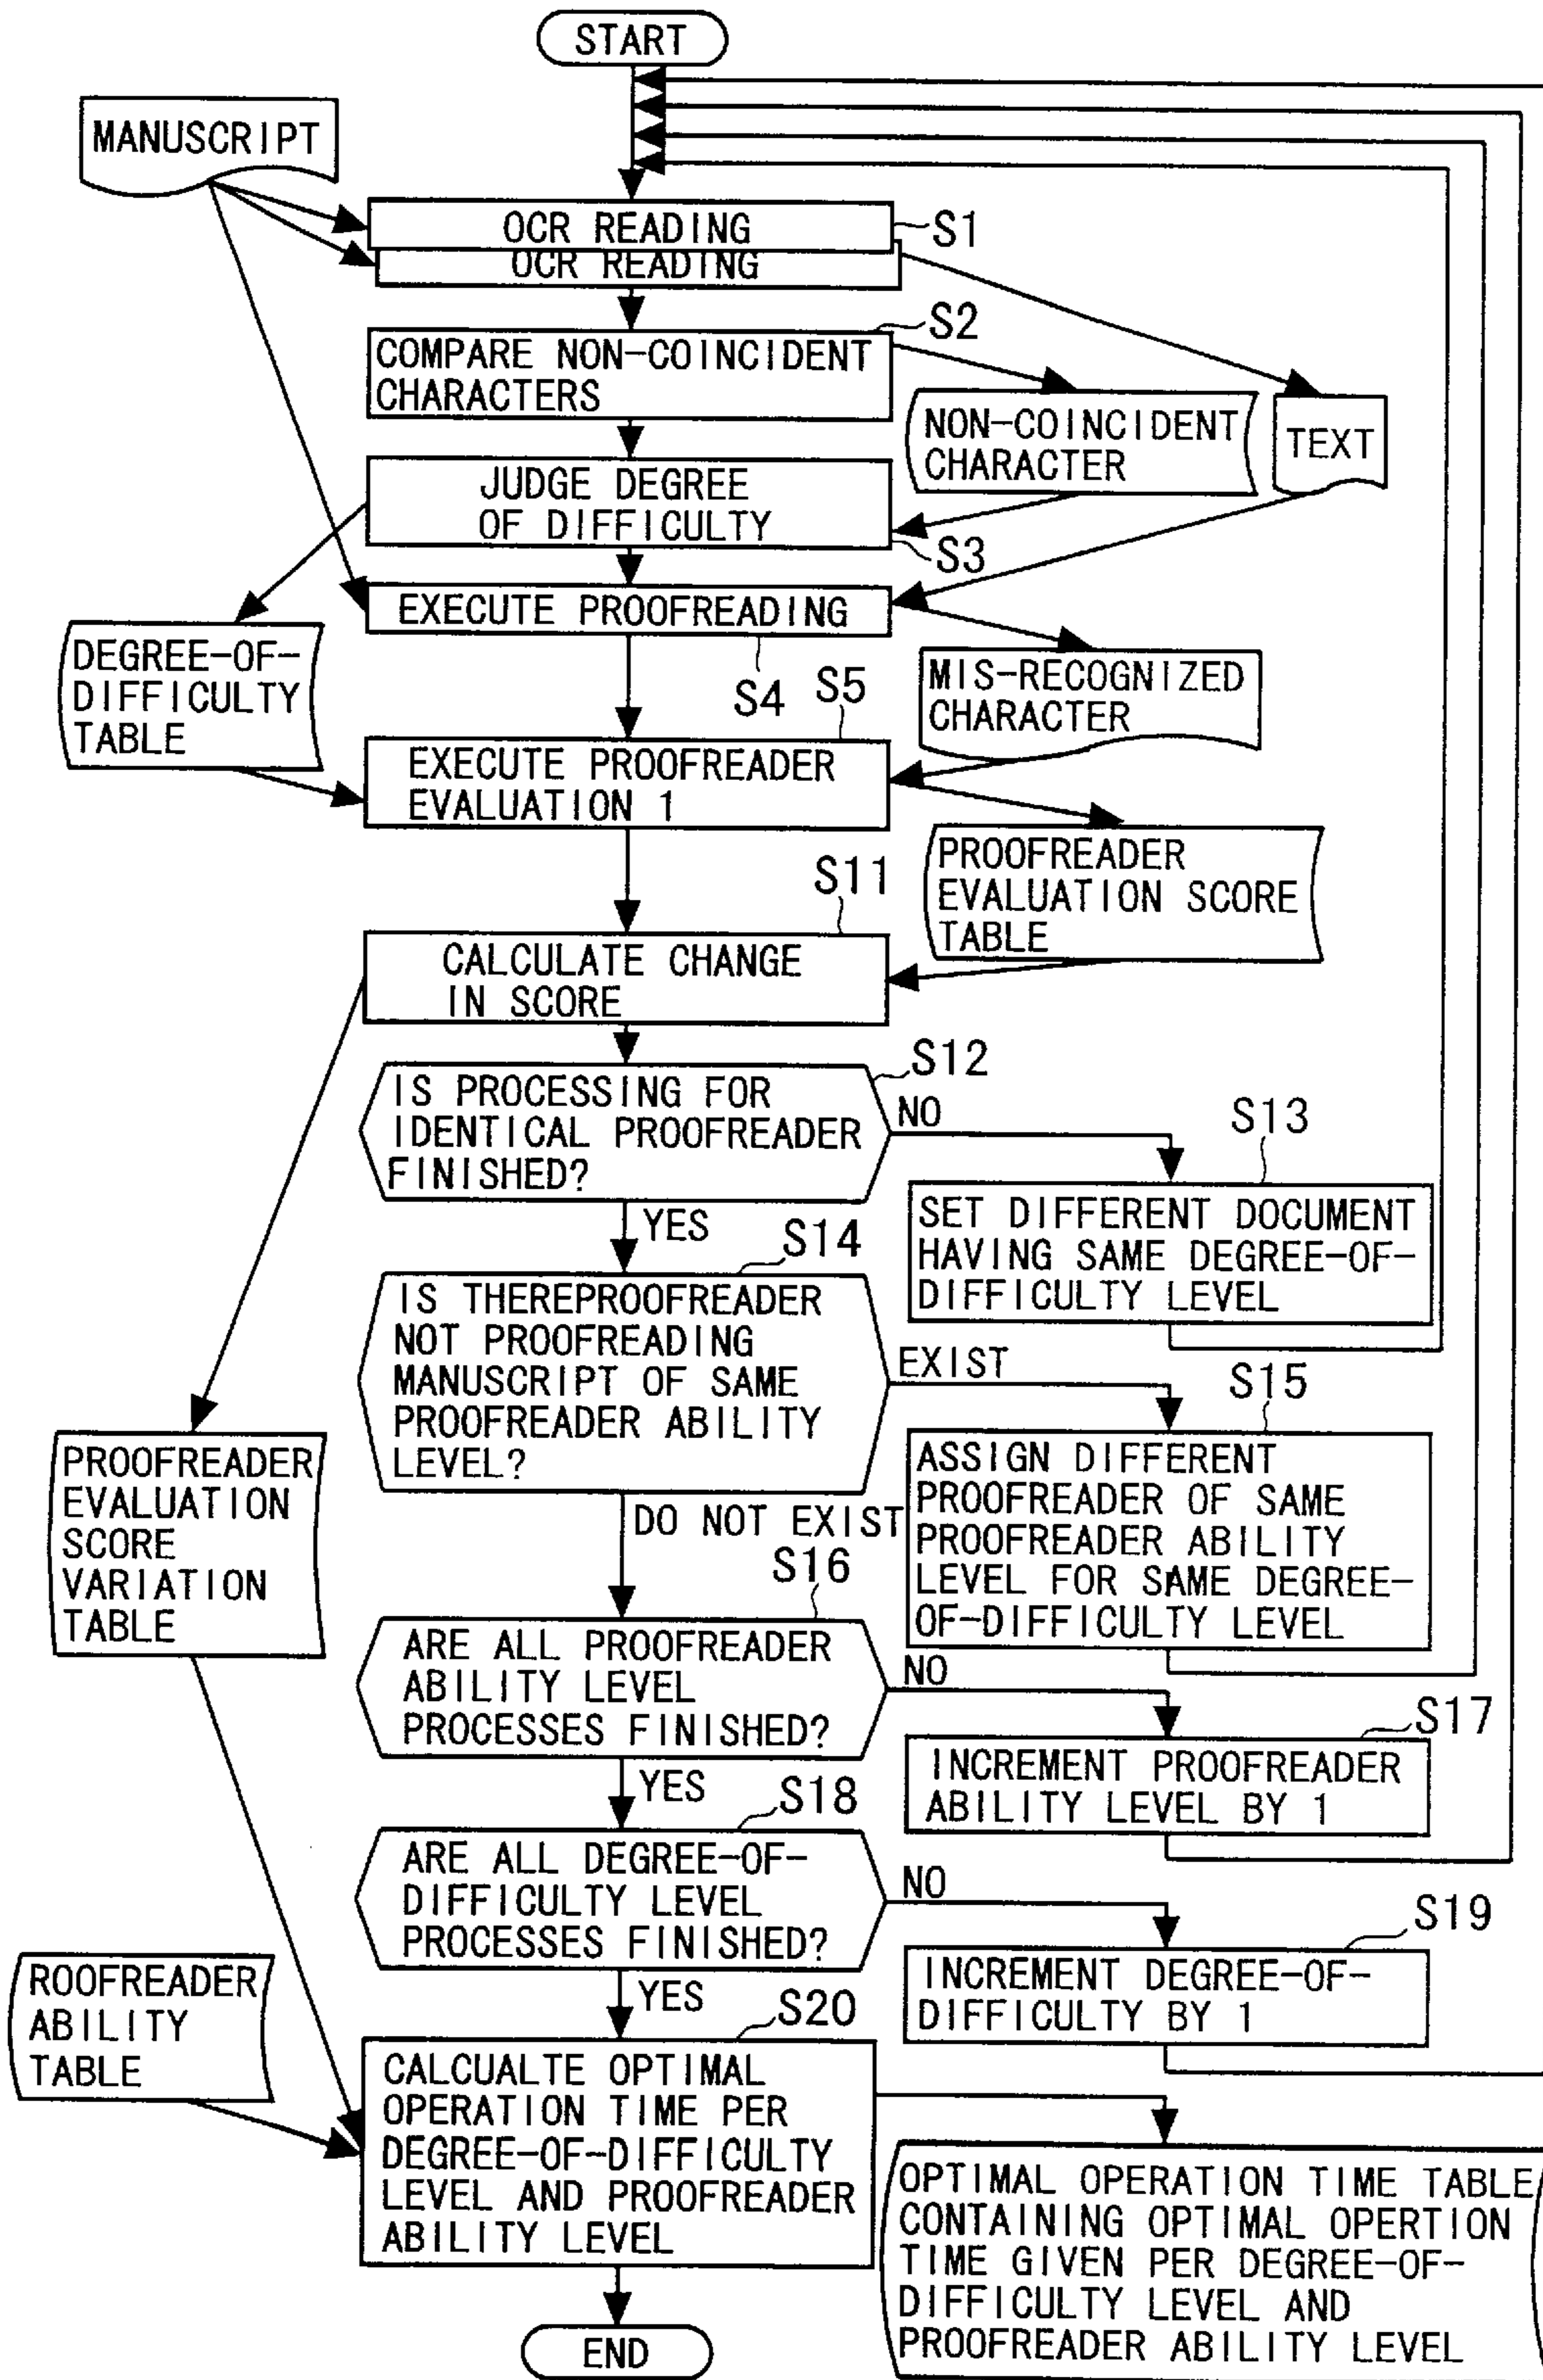 START
MANUSCRIPT
OCR READING
S1
OCR READING
S2
COMPARE NON-COINCIDENT
CHARACTERS
NON-COINCIDENT
CHARACTER
TEXT
JUDGE DEGREE
OF DIFFICULTY
S3
EXECUTE PROOFREADING
S4
DEGREE-OF-
DIFFICULTY
TABLE
MIS-RECOGNIZED
CHARACTER
S5
EXECUTE PROOFREADER
EVALUATION 1
PROOFREADER
EVALUATION SCORE
TABLE
S11
CALCULATE CHANGE
IN SCORE
S12
IS PROCESSING FOR
IDENTICAL PROOFREADER
FINISHED?
NO
S13
SET DIFFERENT DOCUMENT
HAVING SAME DEGREE-OF-
DIFFICULTY LEVEL
YES
S14
IS THEREPROOFREADER
NOT PROOFREADING
MANUSCRIPT OF SAME
PROOFREADER ABILITY
LEVEL?
EXIST
S15
ASSIGN DIFFERENT
PROOFREADER OF SAME
PROOFREADER ABILITY
LEVEL FOR SAME DEGREE-
OF-DIFFICULTY LEVEL
PROOFREADER
EVALUATION
SCORE
VARIATION
TABLE
DO NOT EXIST
S16
ARE ALL PROOFREADER
ABILITY LEVEL
PROCESSES FINISHED?
NO
S17
INCREMENT PROOFREADER
ABILITY LEVEL BY 1
YES
S18
ARE ALL DEGREE-OF-
DIFFICULTY LEVEL
PROCESSES FINISHED?
NO
S19
INCREMENT DEGREE-OF-
DIFFICULTY BY 1
YES
S20
ROOFREADER
ABILITY
TABLE
CALCUALTE OPTIMAL
OPERATION TIME PER
DEGREE-OF-DIFFICULTY
LEVEL AND PROOFREADER
ABILITY LEVEL
OPTIMAL OPERATION TIME TABLE
CONTAINING OPTIMAL OPERTION
TIME GIVEN PER DEGREE-OF-
DIFFICULTY LEVEL AND
PROOFREADER ABILITY LEVEL
END